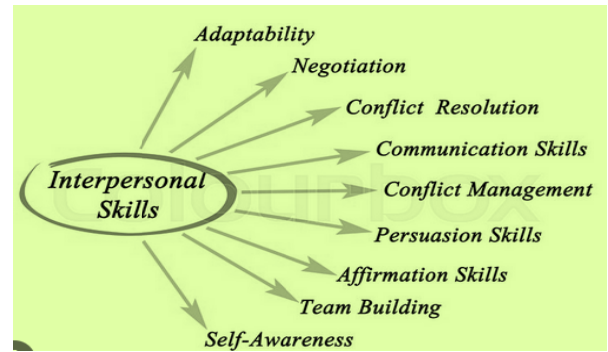 Adaptability
Negotiation
Conflict Resolution
Communication Skills
Interpersonal
Skills
Conflict Management
Persuasion Skills
Affirmation Skills
Team Building
Self-Awareness